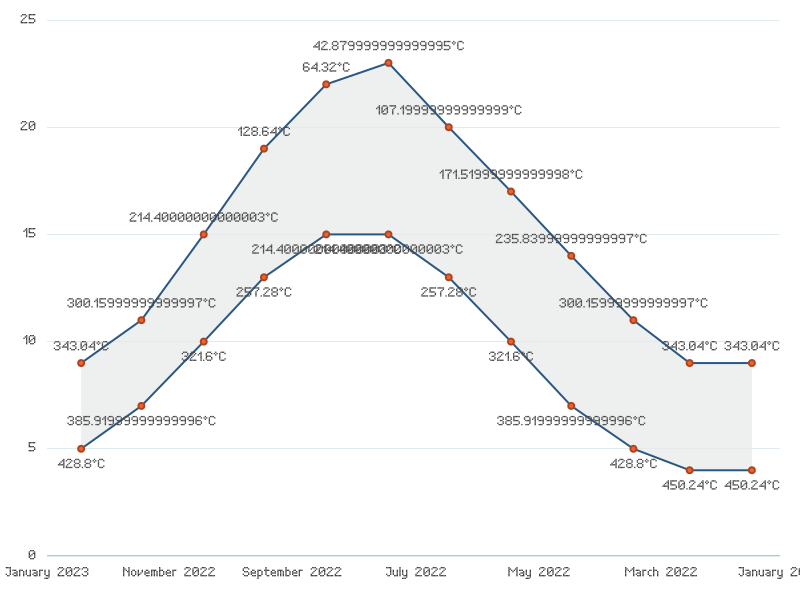 25
42.879999999999995°C
64.32°C
20
107.19999999999999°C
128.64°C
171.51999999999998°C
15
214.40000000000003°C
235.83999999999997°C
257.28°C
257.28°C
300.15999999999997°C
300.15999999999997°C
10
343.04°C
321.6°C
321.6°C
343.04°C
343.04°C
385.91999999999996°C
385.91999999999996°C
5
428.8°C
428.8°C
450.24°C
450.24°C
0
January 2023
November 2022
September 2022
July 2022
May 2022
March 2022
January